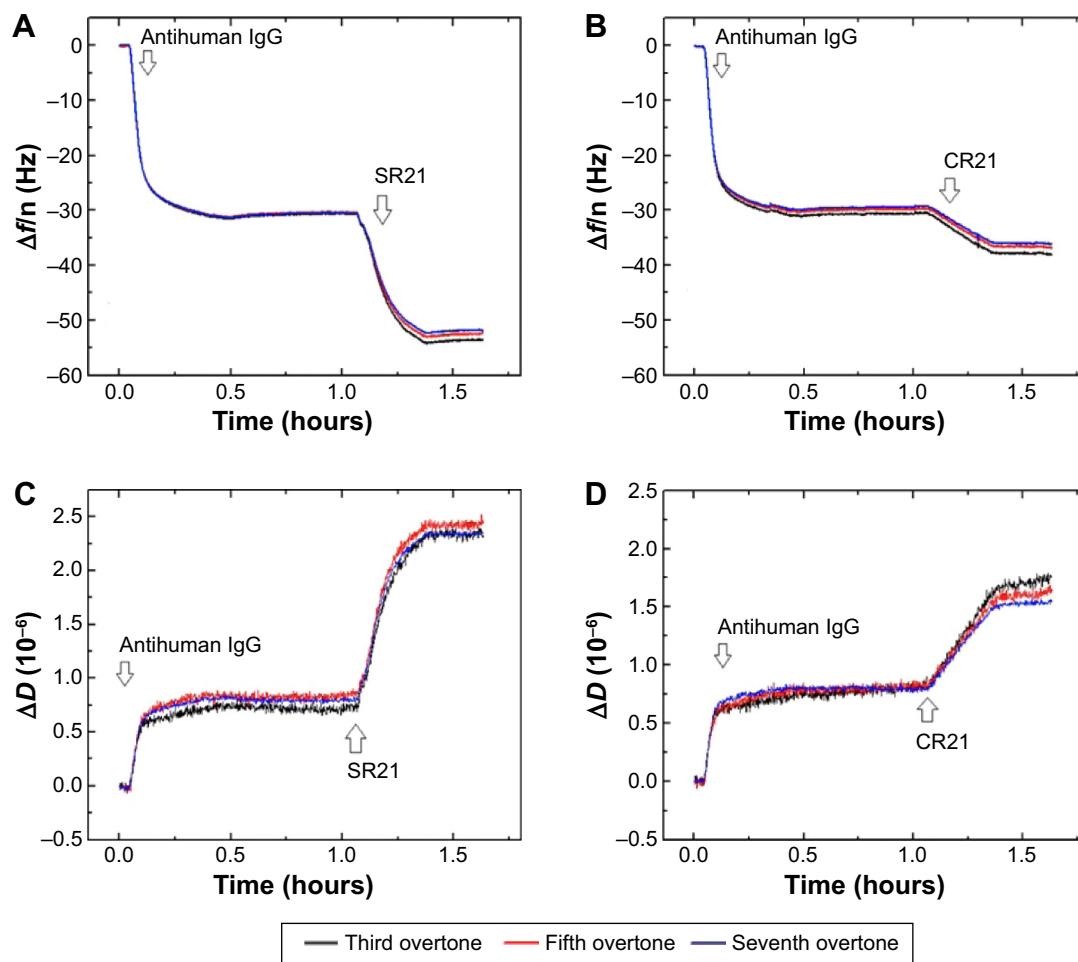 A
Antihuman IgG
SR21
Δf/n (Hz)
0
–10
–20
–30
–40
–50
–60
0.0 0.5 1.0 1.5
Time (hours)
B
Antihuman IgG
CR21
Δf/n (Hz)
0
–10
–20
–30
–40
–50
–60
0.0 0.5 1.0 1.5
Time (hours)
C
Antihuman IgG
SR21
ΔD (10⁻⁶)
2.5
2.0
1.5
1.0
0.5
0.0
–0.5
0.0 0.5 1.0 1.5
Time (hours)
D
Antihuman IgG
CR21
ΔD (10⁻⁶)
2.5
2.0
1.5
1.0
0.5
0.0
–0.5
0.0 0.5 1.0 1.5
Time (hours)
Third overtone Fifth overtone Seventh overtone